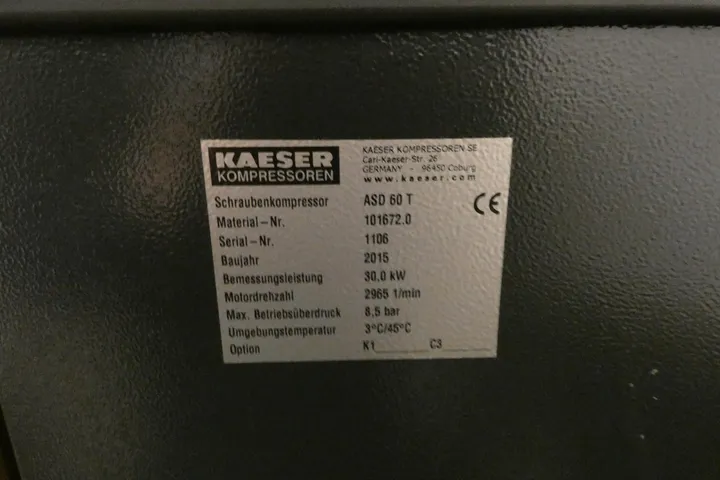 KAESER
KOMPRESSOREN
KAESER KOMPRESSOREN SE
Carl-Kaeser-Str. 26
GERMANY - 96450 Coburg
www.kaeser.com
CE
Schraubenkompressor ASD 60 T
Material-Nr. 101672.0
Serial-Nr. 1106
Baujahr 2015
Bemessungsleistung 30,0 kW
Motordrehzahl 2965 1/min
Max. Betriebsüberdruck 8,5 bar
Umgebungstemperatur 3°C/45°C
Option K1______ C3______